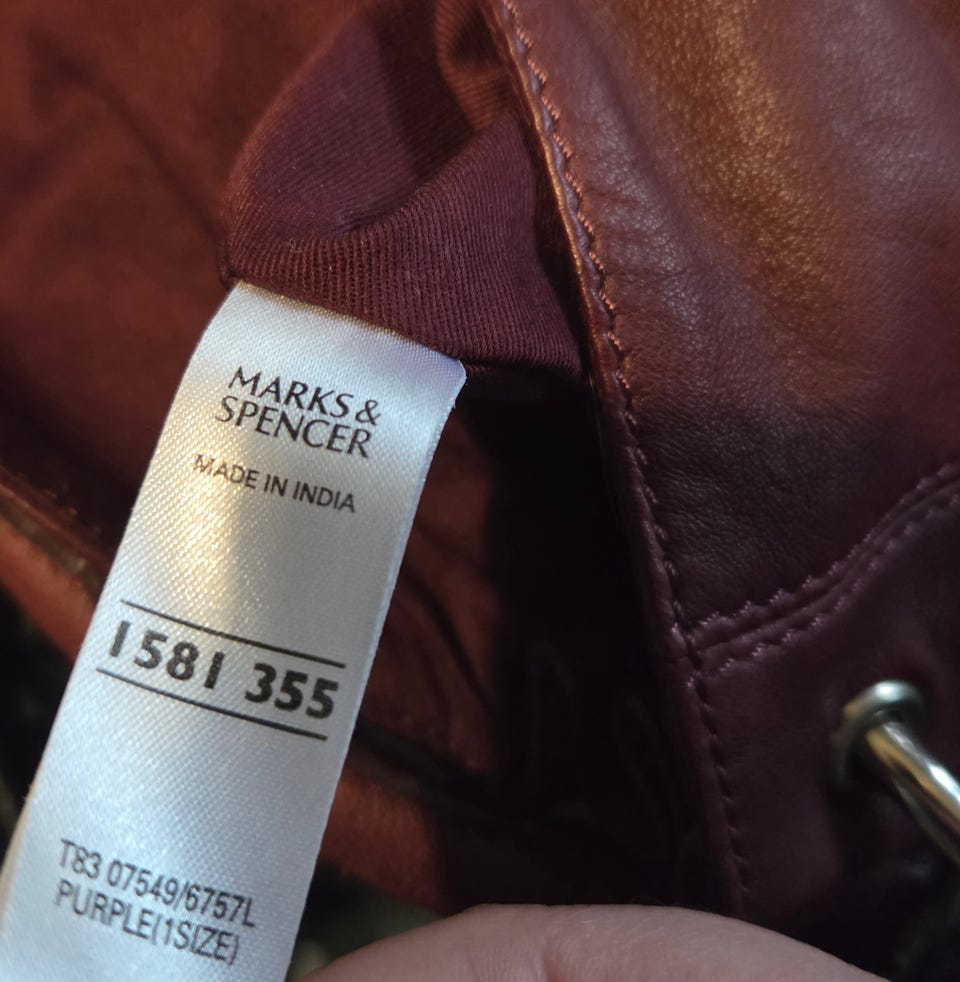 MARKS &
SPENCER
MADE IN INDIA
1581 355
T83 07549/6757L
PURPLE(1SIZE)